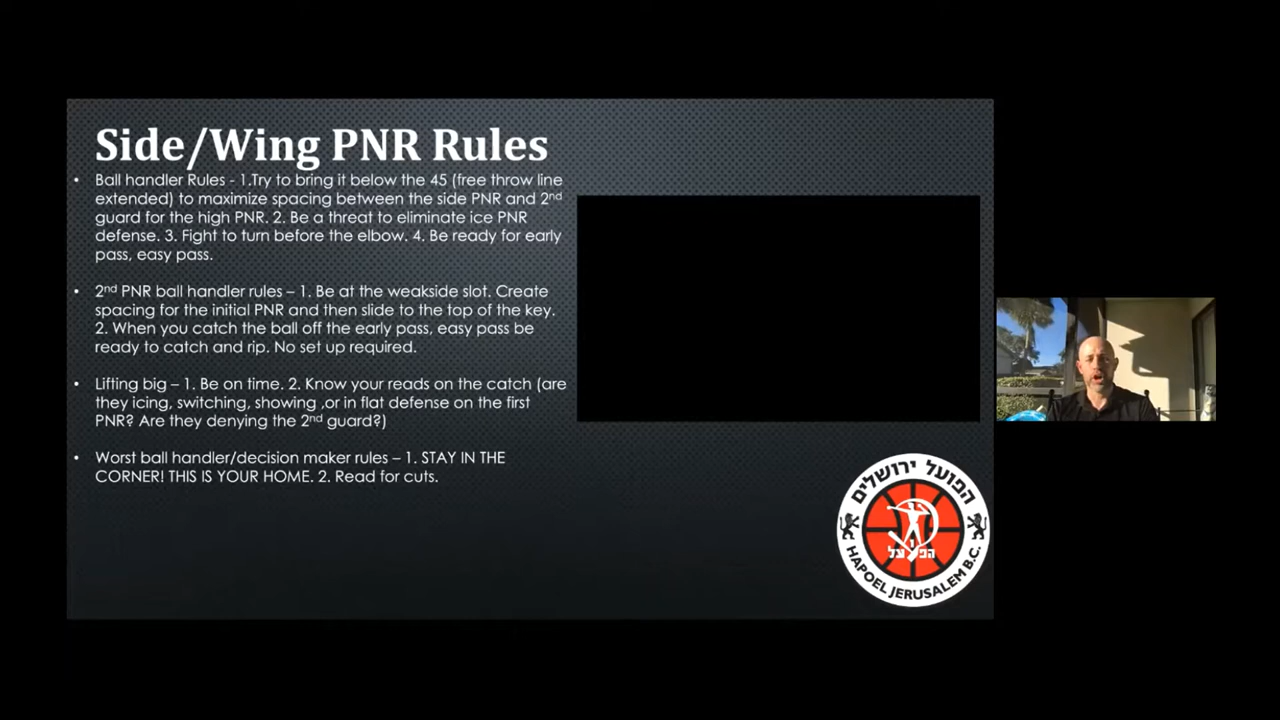 Side/Wing PNR Rules
• Ball handler Rules - 1.Try to bring it below the 45 (free throw line
extended) to maximize spacing between the side PNR and 2nd
guard for the high PNR. 2. Be a threat to eliminate ice PNR
defense. 3. Fight to turn before the elbow. 4. Be ready for early
pass, easy pass.
• 2nd PNR ball handler rules – 1. Be at the weakside slot. Create
spacing for the initial PNR and then slide to the top of the key.
2. When you catch the ball off the early pass, easy pass be
ready to catch and rip. No set up required.
• Lifting big – 1. Be on time. 2. Know your reads on the catch (are
they icing, switching, showing ,or in flat defense on the first
PNR? Are they denying the 2nd guard?)
• Worst ball handler/decision maker rules – 1. STAY IN THE
CORNER! THIS IS YOUR HOME. 2. Read for cuts.
הפועל ירושלים
הפועל
HAPOEL JERUSALEM B.C.